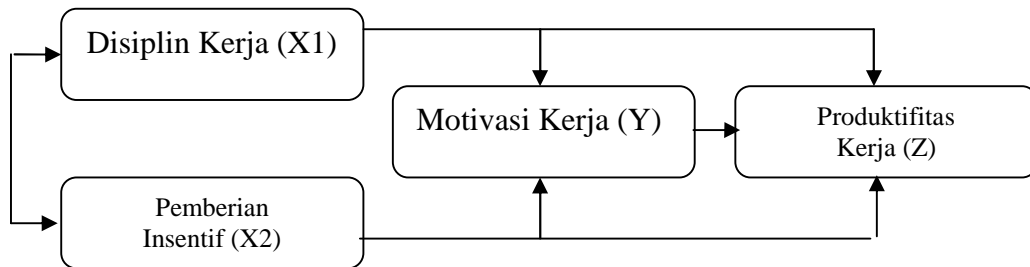 Disiplin Kerja (X1)
Motivasi Kerja (Y)
Produktifitas
Kerja (Z)
Pemberian
Insentif (X2)